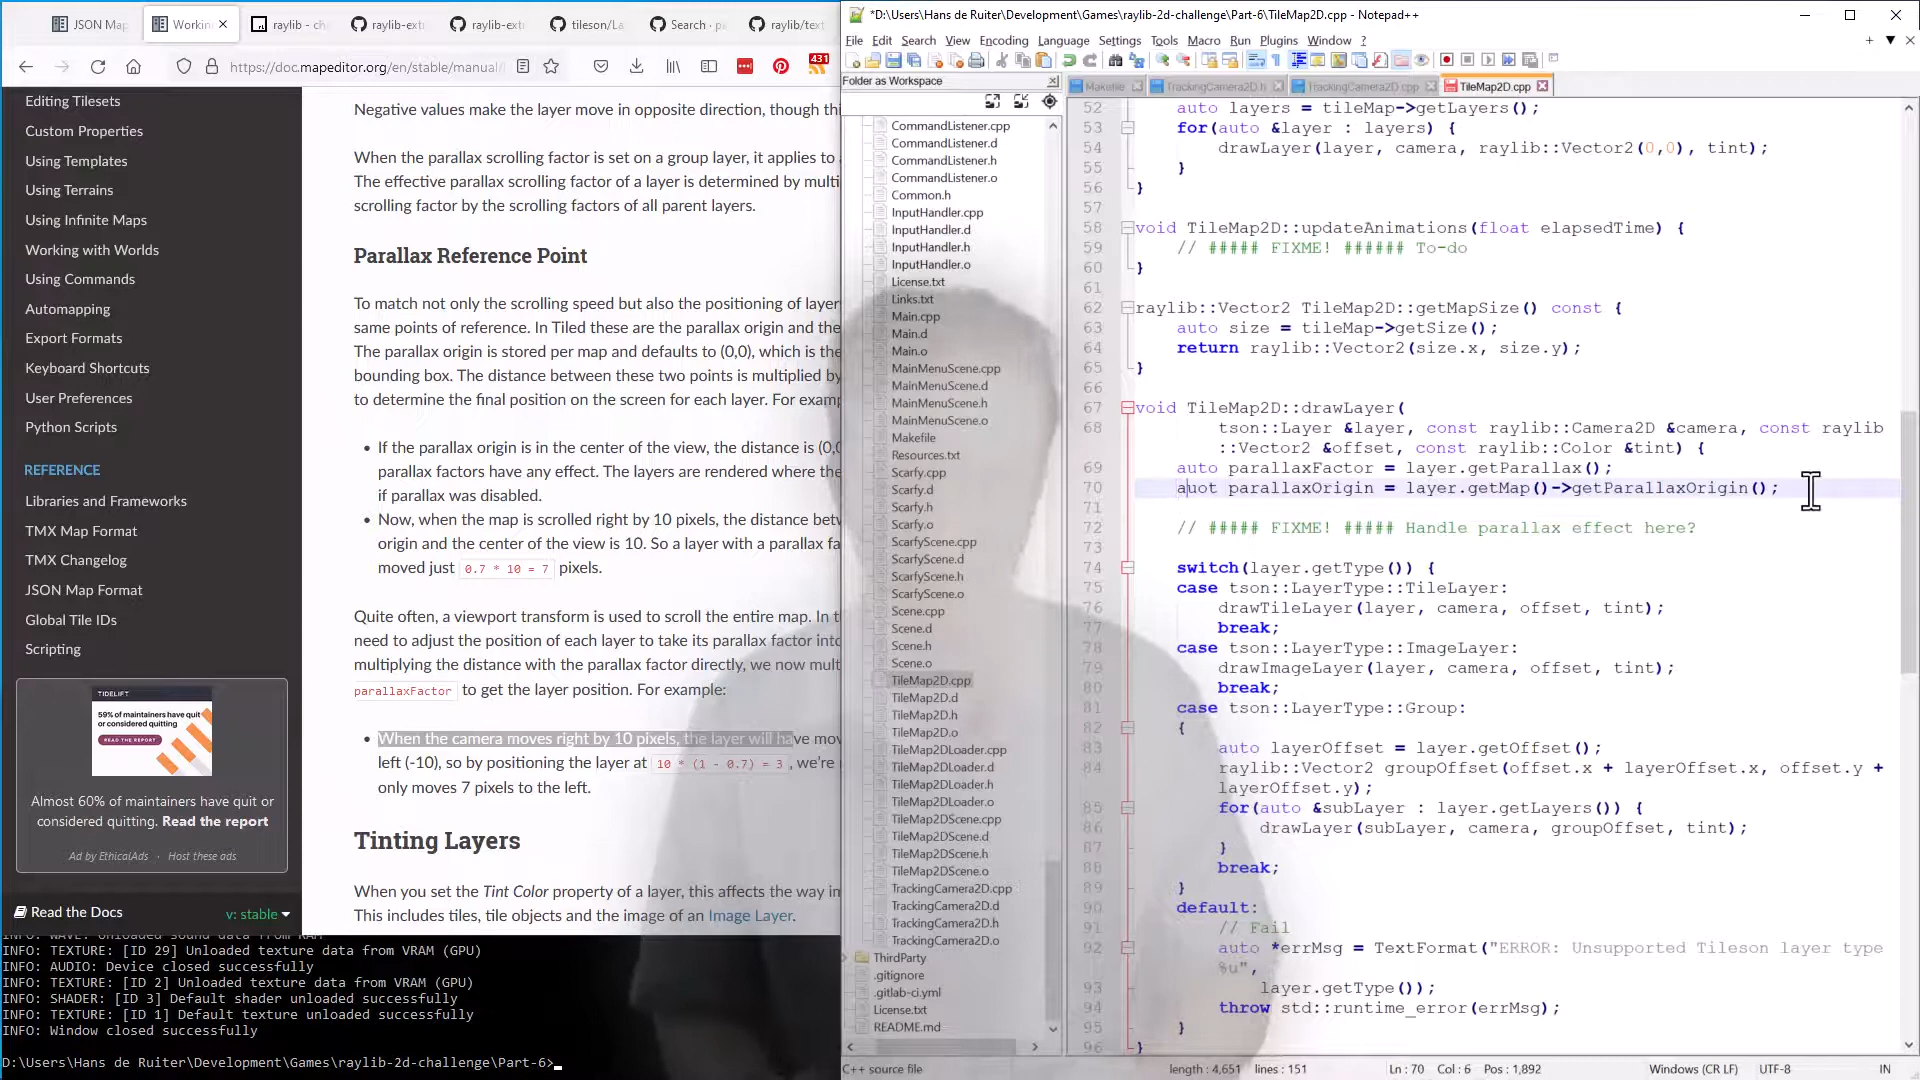 JSON Map
Workin
raylib - che
raylib-extr
raylib-extr
tileson/La
Search · pa
raylib/text
https://doc.mapeditor.org/en/stable/manual/
431
Editing Tilesets
Custom Properties
Using Templates
Using Terrains
Using Infinite Maps
Working with Worlds
Using Commands
Automapping
Export Formats
Keyboard Shortcuts
User Preferences
Python Scripts
REFERENCE
Libraries and Frameworks
TMX Map Format
TMX Changelog
JSON Map Format
Global Tile IDs
Scripting
TIDELIFT
59% of maintainers have quit
or considered quitting.
READ THE REPORT
Almost 60% of maintainers have quit or
considered quitting. Read the report
Ad by EthicalAds · Host these ads
Read the Docs
v: stable
Negative values make the layer move in opposite direction, though thi
When the parallax scrolling factor is set on a group layer, it applies to a
The effective parallax scrolling factor of a layer is determined by multi
scrolling factor by the scrolling factors of all parent layers.
Parallax Reference Point
To match not only the scrolling speed but also the positioning of layer
same points of reference. In Tiled these are the parallax origin and the
The parallax origin is stored per map and defaults to (0,0), which is the
bounding box. The distance between these two points is multiplied by
to determine the final position on the screen for each layer. For examp
If the parallax origin is in the center of the view, the distance is (0,0
parallax factors have any effect. The layers are rendered where the
if parallax was disabled.
Now, when the map is scrolled right by 10 pixels, the distance betw
origin and the center of the view is 10. So a layer with a parallax fa
moved just 0.7 * 10 = 7 pixels.
Quite often, a viewport transform is used to scroll the entire map. In t
need to adjust the position of each layer to take its parallax factor into
multiplying the distance with the parallax factor directly, we now mult
parallaxFactor to get the layer position. For example:
When the camera moves right by 10 pixels, the layer will have mov
left (-10), so by positioning the layer at 10 * (1 - 0.7) = 3 , we're
only moves 7 pixels to the left.
Tinting Layers
When you set the Tint Color property of a layer, this affects the way im
This includes tiles, tile objects and the image of an Image Layer.
INFO: TEXTURE: [ID 29] Unloaded texture data from VRAM (GPU)
INFO: AUDIO: Device closed successfully
INFO: TEXTURE: [ID 2] Unloaded texture data from VRAM (GPU)
INFO: SHADER: [ID 3] Default shader unloaded successfully
INFO: TEXTURE: [ID 1] Default texture unloaded successfully
INFO: Window closed successfully
D:\Users\Hans de Ruiter\Development\Games\raylib-2d-challenge\Part-6>
*D:\Users\Hans de Ruiter\Development\Games\raylib-2d-challenge\Part-6\TileMap2D.cpp - Notepad++
File Edit Search View Encoding Language Settings Tools Macro Run Plugins Window ?
Folder as Workspace
Makefile
TrackingCamera2D.h
TrackingCamera2D.cpp
TileMap2D.cpp
CommandListener.cpp
CommandListener.d
CommandListener.h
CommandListener.o
Common.h
InputHandler.cpp
InputHandler.d
InputHandler.h
InputHandler.o
License.txt
Links.txt
Main.cpp
Main.d
Main.o
MainMenuScene.cpp
MainMenuScene.d
MainMenuScene.h
MainMenuScene.o
Makefile
Resources.txt
Scarfy.cpp
Scarfy.d
Scarfy.h
Scarfy.o
ScarfyScene.cpp
ScarfyScene.d
ScarfyScene.h
ScarfyScene.o
Scene.cpp
Scene.d
Scene.h
Scene.o
TileMap2D.cpp
TileMap2D.d
TileMap2D.h
TileMap2D.o
TileMap2DLoader.cpp
TileMap2DLoader.d
TileMap2DLoader.h
TileMap2DLoader.o
TileMap2DScene.cpp
TileMap2DScene.d
TileMap2DScene.h
TileMap2DScene.o
TrackingCamera2D.cpp
TrackingCamera2D.d
TrackingCamera2D.h
TrackingCamera2D.o
ThirdParty
.gitignore
.gitlab-ci.yml
License.txt
README.md
52 auto layers = tileMap->getLayers();
53 for(auto &layer : layers) {
54 drawLayer(layer, camera, raylib::Vector2(0,0), tint);
55 }
56 }
57
58 void TileMap2D::updateAnimations(float elapsedTime) {
59 // ##### FIXME! ###### To-do
60 }
61
62 raylib::Vector2 TileMap2D::getMapSize() const {
63 auto size = tileMap->getSize();
64 return raylib::Vector2(size.x, size.y);
65 }
66
67 void TileMap2D::drawLayer(
68 tson::Layer &layer, const raylib::Camera2D &camera, const raylib
::Vector2 &offset, const raylib::Color &tint) {
69 auto parallaxFactor = layer.getParallax();
70 auot parallaxOrigin = layer.getMap()->getParallaxOrigin();
71
72 // ##### FIXME! ##### Handle parallax effect here?
73
74 switch(layer.getType()) {
75 case tson::LayerType::TileLayer:
76 drawTileLayer(layer, camera, offset, tint);
77 break;
78 case tson::LayerType::ImageLayer:
79 drawImageLayer(layer, camera, offset, tint);
80 break;
81 case tson::LayerType::Group:
82 {
83 auto layerOffset = layer.getOffset();
84 raylib::Vector2 groupOffset(offset.x + layerOffset.x, offset.y +
layerOffset.y);
85 for(auto &subLayer : layer.getLayers()) {
86 drawLayer(subLayer, camera, groupOffset, tint);
87 }
88 break;
89 }
90 default:
91 // Fail
92 auto *errMsg = TextFormat("ERROR: Unsupported Tileson layer type
%u",
93 layer.getType());
94 throw std::runtime_error(errMsg);
95 }
96 }
C++ source file
length : 4,651 lines : 151
Ln : 70 Col : 6 Pos : 1,892
Windows (CR LF)
UTF-8
IN